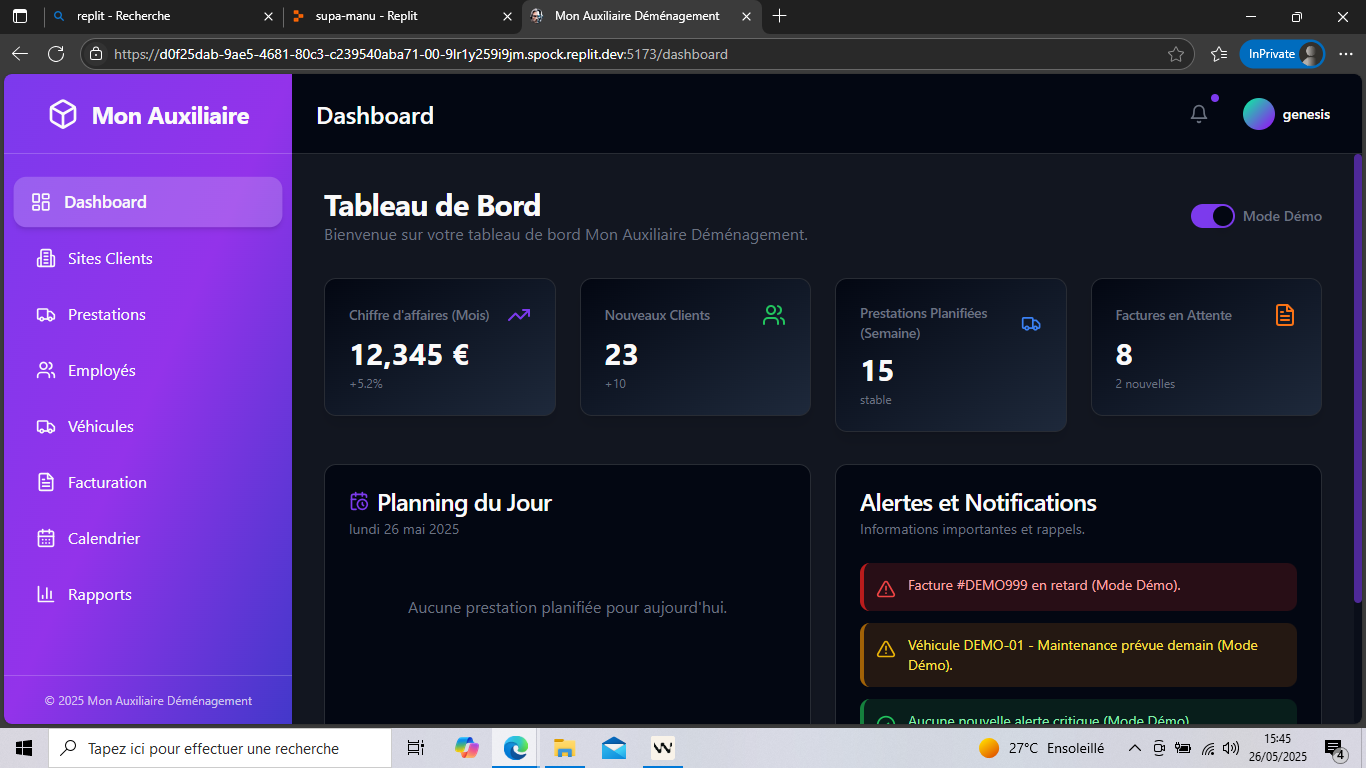 replit - Recherche
supa-manu - Replit
Mon Auxiliaire Déménagement
https://d0f25dab-9ae5-4681-80c3-c239540aba71-00-9lr1y259i9jm.spock.replit.dev:5173/dashboard
InPrivate
Mon Auxiliaire
Dashboard
genesis
Dashboard
Sites Clients
Prestations
Employés
Véhicules
Facturation
Calendrier
Rapports
© 2025 Mon Auxiliaire Déménagement
Tableau de Bord
Bienvenue sur votre tableau de bord Mon Auxiliaire Déménagement.
Mode Démo
Chiffre d'affaires (Mois)
12,345 €
+5.2%
Nouveaux Clients
23
+10
Prestations Planifiées
(Semaine)
15
stable
Factures en Attente
8
2 nouvelles
Planning du Jour
lundi 26 mai 2025
Aucune prestation planifiée pour aujourd'hui.
Alertes et Notifications
Informations importantes et rappels.
Facture #DEMO999 en retard (Mode Démo).
Véhicule DEMO-01 - Maintenance prévue demain (Mode
Démo).
Aucune nouvelle alerte critique (Mode Démo)
Tapez ici pour effectuer une recherche
27°C Ensoleillé
15:45
26/05/2025
4